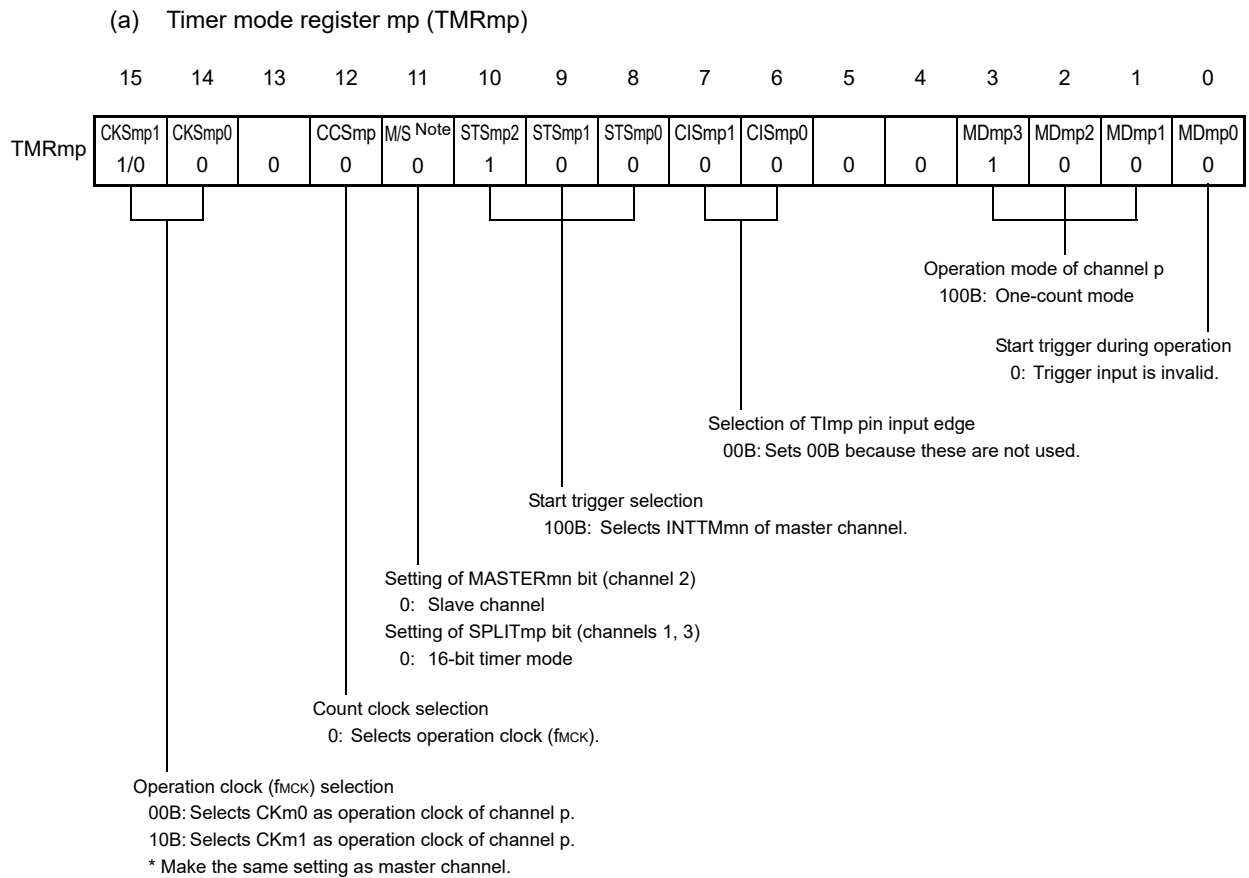 (a) Timer mode register mp (TMRmp)
15 14 13 12 11 10 9 8 7 6 5 4 3 2 1 0
TMRmp CKSmp1 CKSmp0 CCSmp M/S Note STSmp2 STSmp1 STSmp0 CISmp1 CISmp0 MDmp3 MDmp2 MDmp1 MDmp0
1/0 0 0 0 0 1 0 0 0 0 0 0 1 0 0 0
Operation mode of channel p
100B: One-count mode
Start trigger during operation
0: Trigger input is invalid.
Selection of TImp pin input edge
00B: Sets 00B because these are not used.
Start trigger selection
100B: Selects INTTMmn of master channel.
Setting of MASTERmn bit (channel 2)
0: Slave channel
Setting of SPLITmp bit (channels 1, 3)
0: 16-bit timer mode
Count clock selection
0: Selects operation clock (fMCK).
Operation clock (fMCK) selection
00B: Selects CKm0 as operation clock of channel p.
10B: Selects CKm1 as operation clock of channel p.
* Make the same setting as master channel.